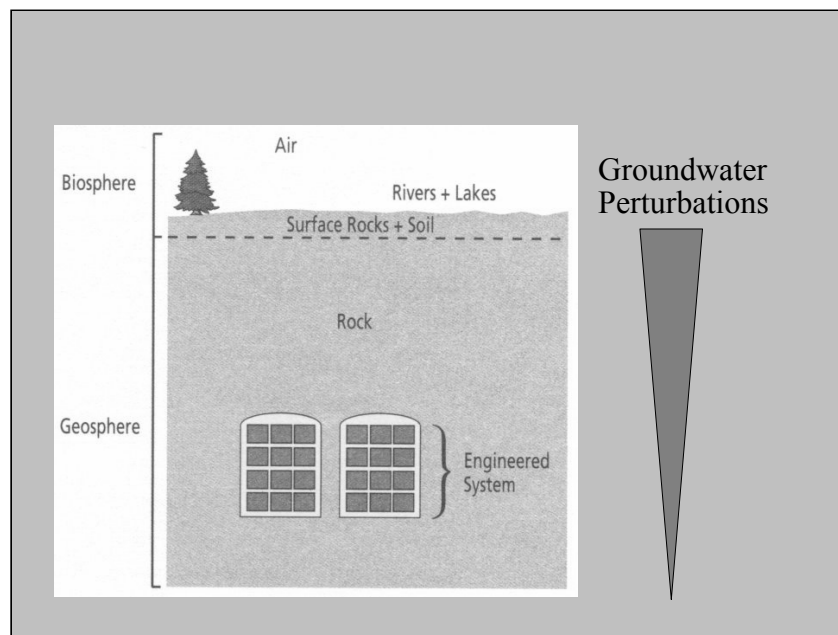 Air
Biosphere
Rivers + Lakes
Surface Rocks + Soil
Rock
Geosphere
Engineered
System
Groundwater
Perturbations